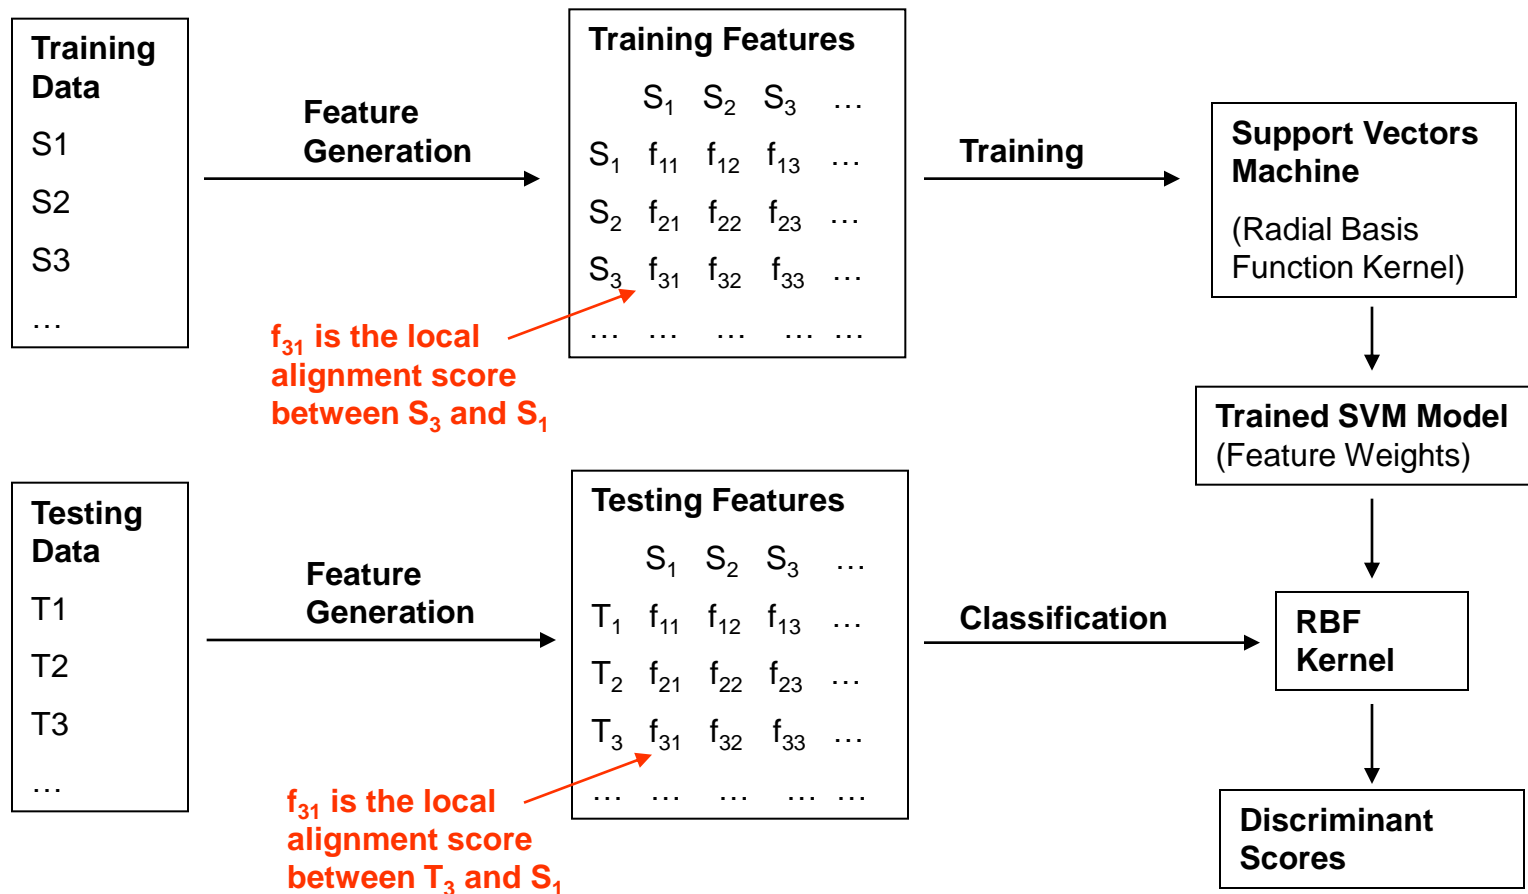 Training
Data
S1
S2
S3
…
Feature
Generation
Training Features
S₁ S₂ S₃ …
S₁ f₁₁ f₁₂ f₁₃ …
S₂ f₂₁ f₂₂ f₂₃ …
S₃ f₃₁ f₃₂ f₃₃ …
… … … … …
f₃₁ is the local
alignment score
between S₃ and S₁
Training
Support Vectors
Machine
(Radial Basis
Function Kernel)
Trained SVM Model
(Feature Weights)
Testing
Data
T1
T2
T3
…
Feature
Generation
Testing Features
S₁ S₂ S₃ …
T₁ f₁₁ f₁₂ f₁₃ …
T₂ f₂₁ f₂₂ f₂₃ …
T₃ f₃₁ f₃₂ f₃₃ …
… … … … …
f₃₁ is the local
alignment score
between T₃ and S₁
Classification
RBF
Kernel
Discriminant
Scores